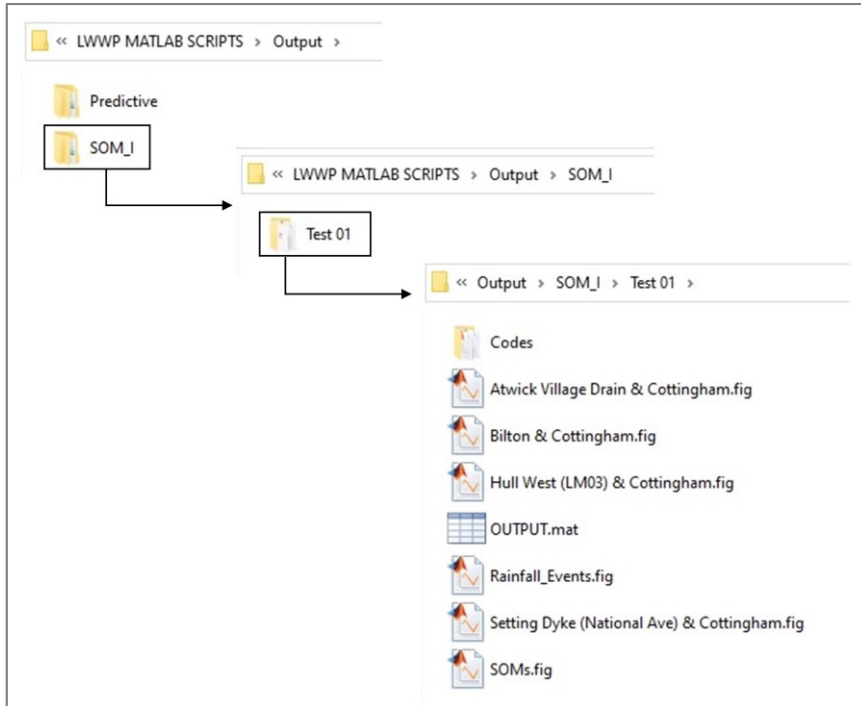 « LWWP MATLAB SCRIPTS > Output >
Predictive
SOM_I
« LWWP MATLAB SCRIPTS > Output > SOM_I
Test 01
« Output > SOM_I > Test 01 >
Codes
Atwick Village Drain & Cottingham.fig
Bilton & Cottingham.fig
Hull West (LM03) & Cottingham.fig
OUTPUT.mat
Rainfall_Events.fig
Setting Dyke (National Ave) & Cottingham.fig
SOMs.fig